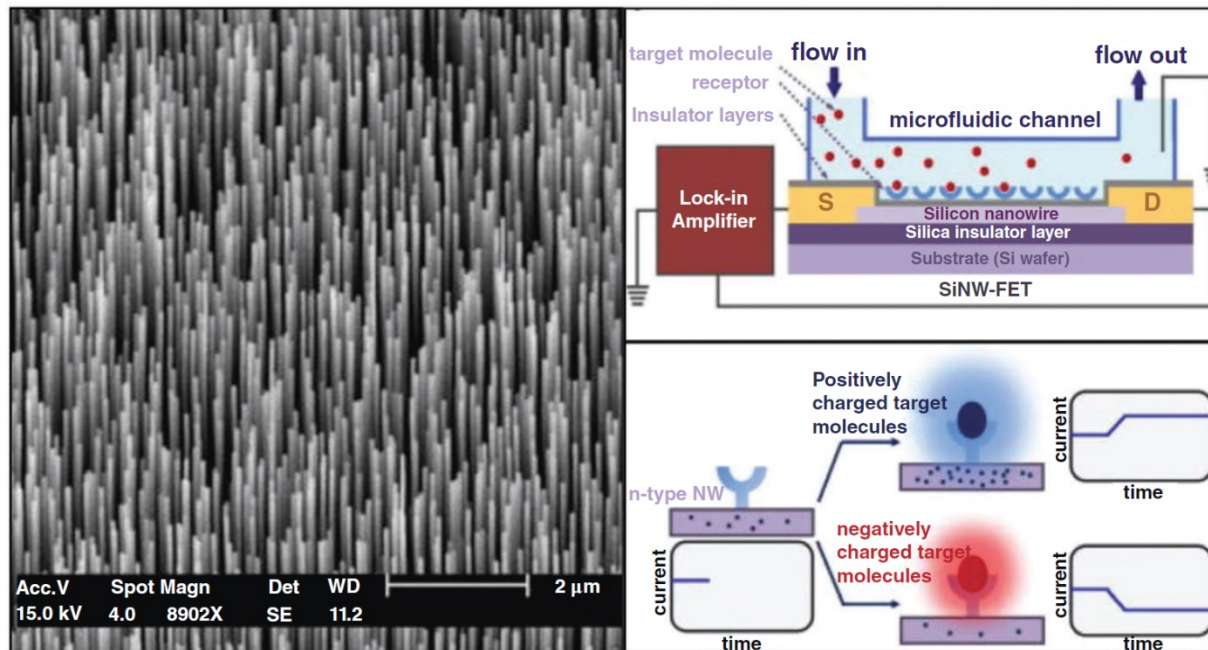 Acc.V Spot Magn Det WD 2 μm
15.0 kV 4.0 8902X SE 11.2
target molecule
receptor
Insulator layers
flow in
flow out
microfluidic channel
Lock-in
Amplifier
S
D
Silicon nanowire
Silica insulator layer
Substrate (Si wafer)
SiNW-FET
Positively
charged target
molecules
current
time
n-type NW
current
time
negatively
charged target
molecules
current
time